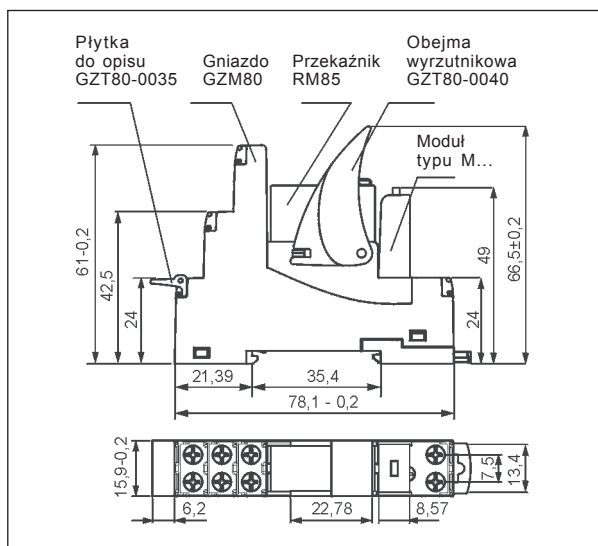 Płytka
do opisu
GZT80-0035
Gniazdo
GZM80
Przekaźnik
RM85
Obejma
wyrzutnikowa
GZT80-0040
Moduł
typu M...
61-0,2
42,5
24
24
49
66,5±0,2
21,39
35,4
78,1 - 0,2
15,9-0,2
6,2
22,78
8,57
7,5
13,4